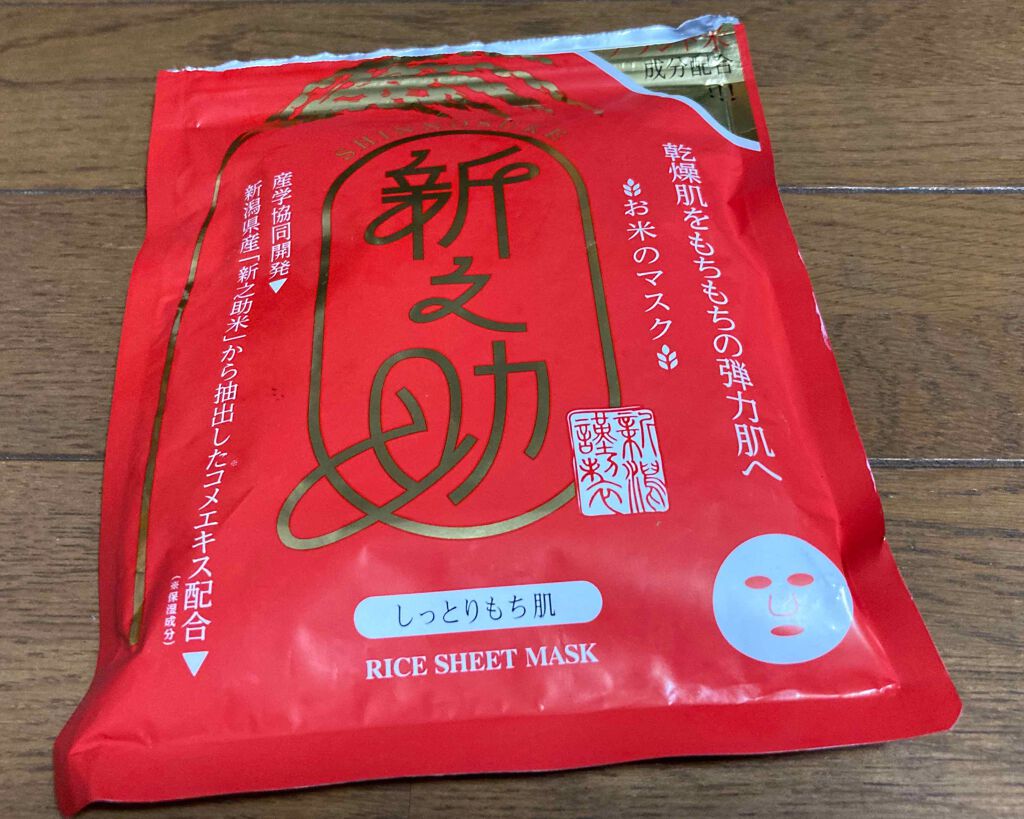 成分配合
!!!
SHINNOSUKE
新之助
乾燥肌をもちもちの弾力肌へ
お米のマスク
産学協同開発▼
新潟県産「新之助米」から抽出したコメエキス※配合▼
(※保湿成分)
新潟
謹製
しっとりもち肌
RICE SHEET MASK